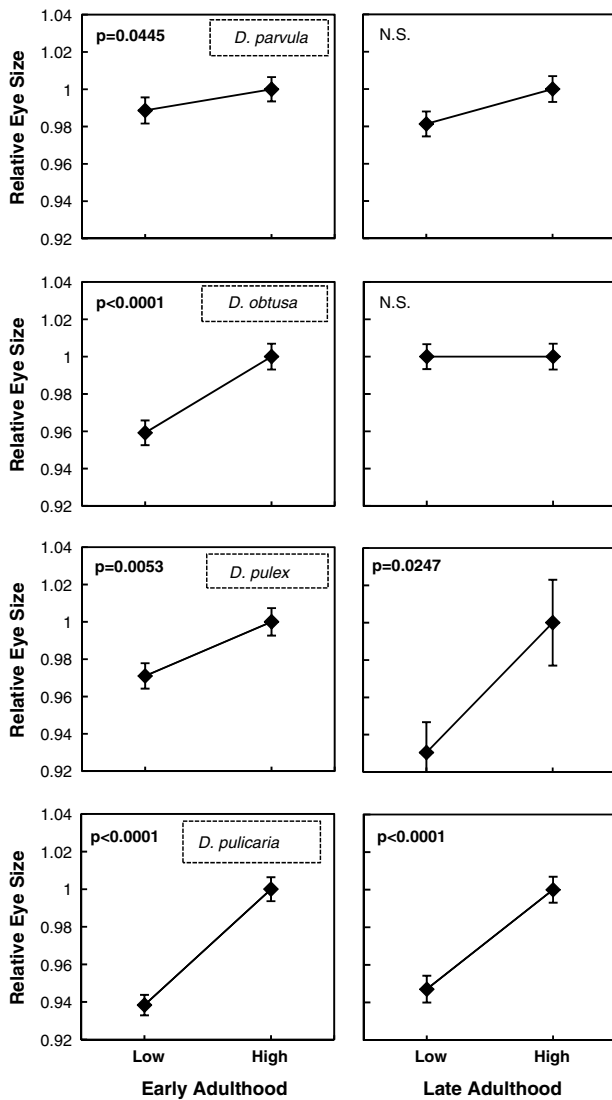 Relative Eye Size
1.04
1.02
1
0.98
0.96
0.94
0.92
p=0.0445
D. parvula
N.S.
Relative Eye Size
1.04
1.02
1
0.98
0.96
0.94
0.92
p<0.0001
D. obtusa
N.S.
Relative Eye Size
1.04
1.02
1
0.98
0.96
0.94
0.92
p=0.0053
D. pulex
p=0.0247
Relative Eye Size
1.04
1.02
1
0.98
0.96
0.94
0.92
p<0.0001
D. pulicaria
p<0.0001
Low High Low High
Early Adulthood Late Adulthood